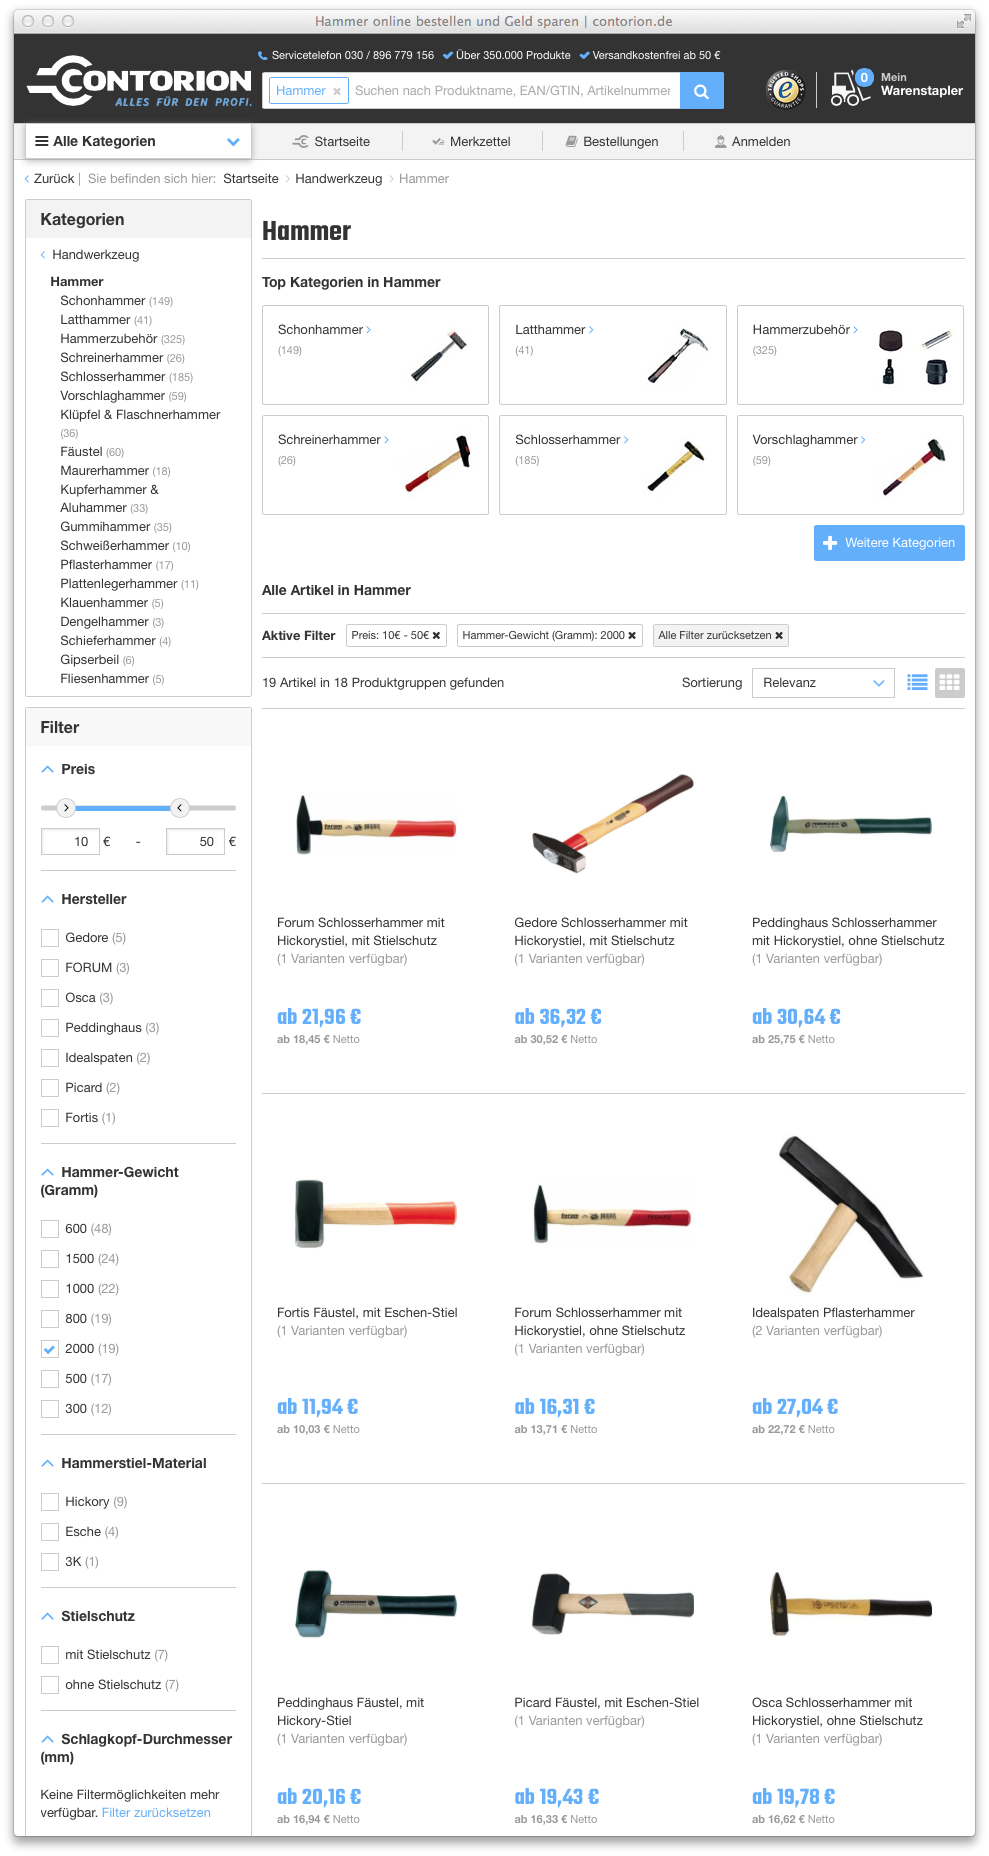 Hammer online bestellen und Geld sparen | contorion.de
Servicetelefon 030 / 896 779 156 Über 350.000 Produkte Versandkostenfrei ab 50 €
CONTORION
ALLES FÜR DEN PROFI.
Hammer × Suchen nach Produktname, EAN/GTIN, Artikelnummer
TRUSTED SHOPS
GUARANTEE
0
Mein
Warenstapler
Alle Kategorien
Startseite
Merkzettel
Bestellungen
Anmelden
Zurück | Sie befinden sich hier: Startseite Handwerkzeug Hammer
Kategorien
Handwerkzeug
Hammer
Schonhammer (149)
Latthammer (41)
Hammerzubehör (325)
Schreinerhammer (26)
Schlosserhammer (185)
Vorschlaghammer (59)
Klüpfel & Flaschnerhammer
(36)
Fäustel (60)
Maurerhammer (18)
Kupferhammer &
Aluhammer (33)
Gummihammer (35)
Schweißerhammer (10)
Pflasterhammer (17)
Plattenlegerhammer (11)
Klauenhammer (5)
Dengelhammer (3)
Schieferhammer (4)
Gipserbeil (6)
Fliesenhammer (5)
Filter
Preis
10 € - 50 €
Hersteller
Gedore (5)
FORUM (3)
Osca (3)
Peddinghaus (3)
Idealspaten (2)
Picard (2)
Fortis (1)
Hammer-Gewicht
(Gramm)
600 (48)
1500 (24)
1000 (22)
800 (19)
2000 (19)
500 (17)
300 (12)
Hammerstiel-Material
Hickory (9)
Esche (4)
3K (1)
Stielschutz
mit Stielschutz (7)
ohne Stielschutz (7)
Schlagkopf-Durchmesser
(mm)
Keine Filtermöglichkeiten mehr
verfügbar. Filter zurücksetzen
Hammer
Top Kategorien in Hammer
Schonhammer
(149)
Latthammer
(41)
Hammerzubehör
(325)
Schreinerhammer
(26)
Schlosserhammer
(185)
Vorschlaghammer
(59)
Weitere Kategorien
Alle Artikel in Hammer
Aktive Filter Preis: 10€ - 50€ × Hammer-Gewicht (Gramm): 2000 × Alle Filter zurücksetzen ×
19 Artikel in 18 Produktgruppen gefunden
Sortierung Relevanz
Forum
Forum Schlosserhammer mit
Hickorystiel, mit Stielschutz
(1 Varianten verfügbar)
ab 21,96 €
ab 18,45 € Netto
Gedore Schlosserhammer mit
Hickorystiel, mit Stielschutz
(1 Varianten verfügbar)
ab 36,32 €
ab 30,52 € Netto
Peddinghaus Schlosserhammer
mit Hickorystiel, ohne Stielschutz
(1 Varianten verfügbar)
ab 30,64 €
ab 25,75 € Netto
Fortis Fäustel, mit Eschen-Stiel
(1 Varianten verfügbar)
ab 11,94 €
ab 10,03 € Netto
Forum
Forum Schlosserhammer mit
Hickorystiel, ohne Stielschutz
(1 Varianten verfügbar)
ab 16,31 €
ab 13,71 € Netto
Idealspaten Pflasterhammer
(2 Varianten verfügbar)
ab 27,04 €
ab 22,72 € Netto
Peddinghaus Fäustel, mit
Hickory-Stiel
(1 Varianten verfügbar)
ab 20,16 €
ab 16,94 € Netto
Picard Fäustel, mit Eschen-Stiel
(1 Varianten verfügbar)
ab 19,43 €
ab 16,33 € Netto
Osca Schlosserhammer mit
Hickorystiel, ohne Stielschutz
(1 Varianten verfügbar)
ab 19,78 €
ab 16,62 € Netto